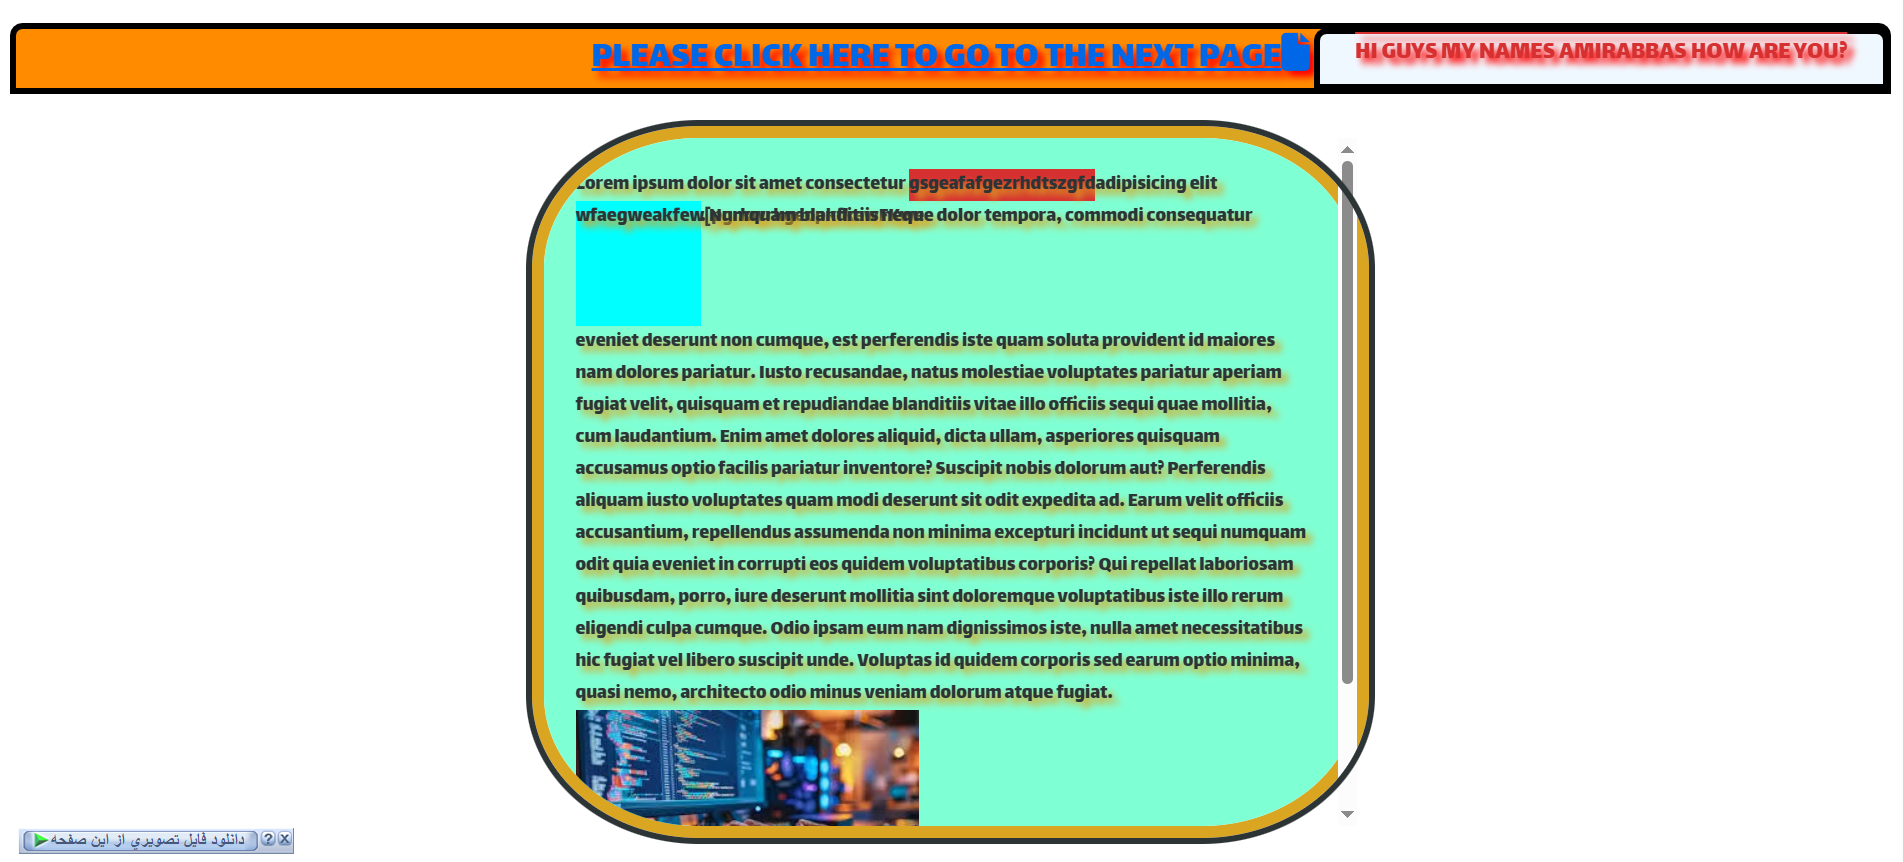 PLEASE CLICK HERE TO GO TO THE NEXT PAGE
HI GUYS MY NAMES AMIRABBAS HOW ARE YOU?
Lorem ipsum dolor sit amet consectetur gsgeafafgezrhdtszgfdadipisicing elit
wfaegweakfew. Numquam blanditiis Neque dolor tempora, commodi consequatur
eveniet deserunt non cumque, est perferendis iste quam soluta provident id maiores
nam dolores pariatur. Iusto recusandae, natus molestiae voluptates pariatur aperiam
fugiat velit, quisquam et repudiandae blanditiis vitae illo officiis sequi quae mollitia,
cum laudantium. Enim amet dolores aliquid, dicta ullam, asperiores quisquam
accusamus optio facilis pariatur inventore? Suscipit nobis dolorum aut? Perferendis
aliquam iusto voluptates quam modi deserunt sit odit expedita ad. Earum velit officiis
accusantium, repellendus assumenda non minima excepturi incidunt ut sequi numquam
odit quia eveniet in corrupti eos quidem voluptatibus corporis? Qui repellat laboriosam
quibusdam, porro, iure deserunt mollitia sint doloremque voluptatibus iste illo rerum
eligendi culpa cumque. Odio ipsam eum nam dignissimos iste, nulla amet necessitatibus
hic fugiat vel libero suscipit unde. Voluptas id quidem corporis sed earum optio minima,
quasi nemo, architecto odio minus veniam dolorum atque fugiat.
دانلود فایل تصویري از این صفحه